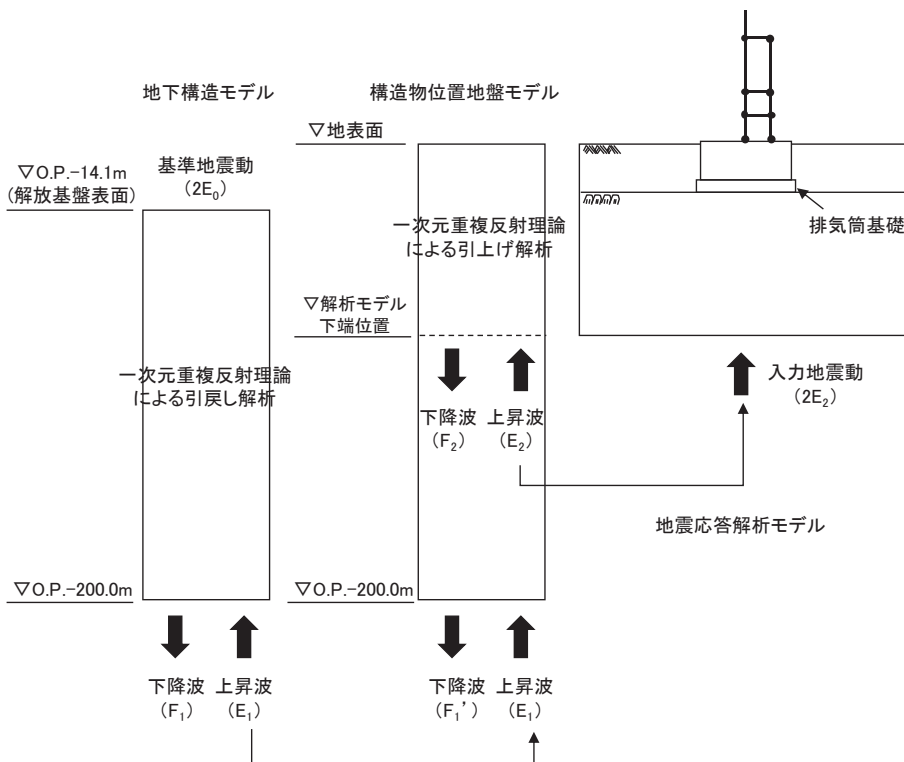 地下構造モデル
▽O.P.-14.1m
(解放基盤表面)
基準地震動
(2E₀)
一次元重複反射理論
による引戻し解析
▽O.P.-200.0m
下降波
(F₁)
上昇波
(E₁)
構造物位置地盤モデル
▽地表面
一次元重複反射理論
による引上げ解析
▽解析モデル
下端位置
下降波
(F₂)
上昇波
(E₂)
▽O.P.-200.0m
下降波
(F₁')
上昇波
(E₁)
排気筒基礎
入力地震動
(2E₂)
地震応答解析モデル